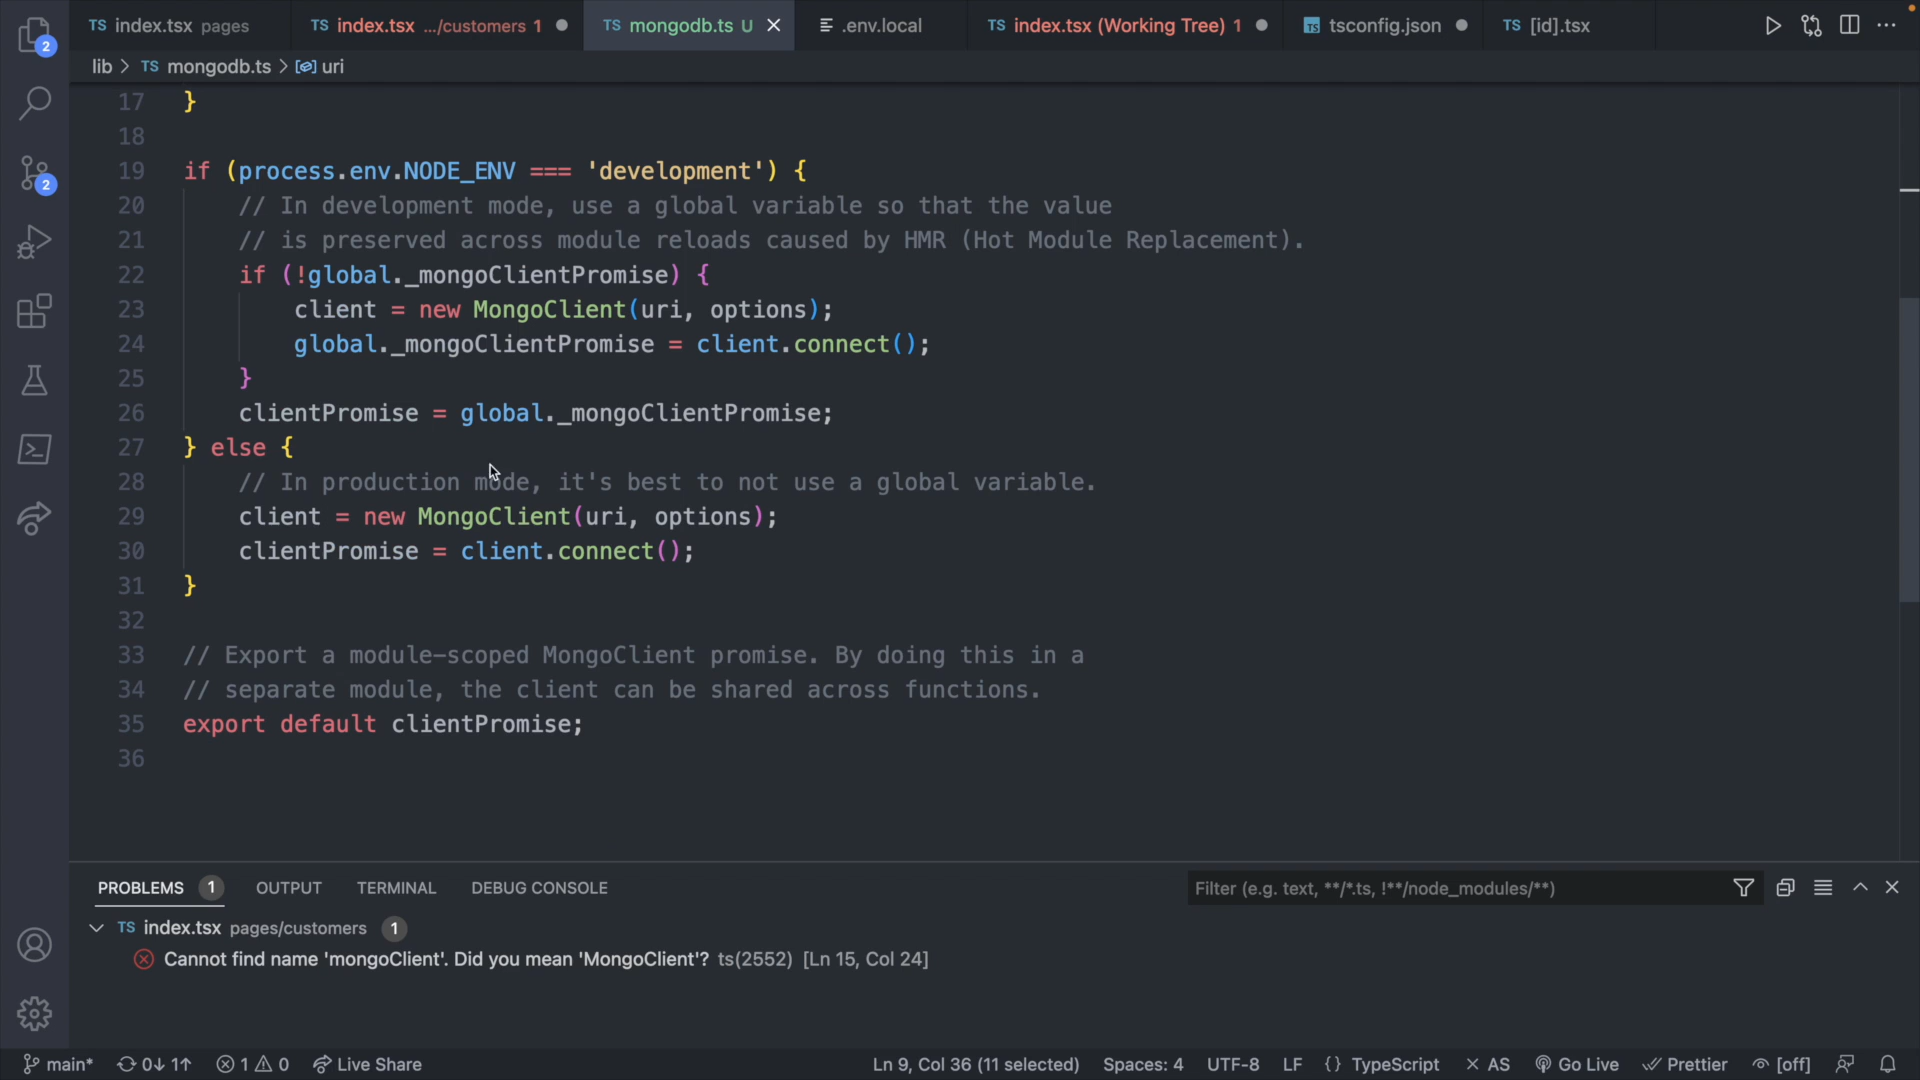 2
TS index.tsx pages
TS index.tsx .../customers 1
TS mongodb.ts U
.env.local
TS index.tsx (Working Tree) 1
TS tsconfig.json
TS [id].tsx
lib > TS mongodb.ts > uri
17 }
18
19 if (process.env.NODE_ENV === 'development') {
20 // In development mode, use a global variable so that the value
21 // is preserved across module reloads caused by HMR (Hot Module Replacement).
22 if (!global._mongoClientPromise) {
23 client = new MongoClient(uri, options);
24 global._mongoClientPromise = client.connect();
25 }
26 clientPromise = global._mongoClientPromise;
27 } else {
28 // In production mode, it's best to not use a global variable.
29 client = new MongoClient(uri, options);
30 clientPromise = client.connect();
31 }
32
33 // Export a module-scoped MongoClient promise. By doing this in a
34 // separate module, the client can be shared across functions.
35 export default clientPromise;
36
2
PROBLEMS 1 OUTPUT TERMINAL DEBUG CONSOLE
Filter (e.g. text, **/*.ts, !**/node_modules/**)
TS index.tsx pages/customers 1
Cannot find name 'mongoClient'. Did you mean 'MongoClient'? ts(2552) [Ln 15, Col 24]
main* 0↓ 1↑ 1 0 Live Share
Ln 9, Col 36 (11 selected) Spaces: 4 UTF-8 LF {} TypeScript × AS Go Live Prettier [off]